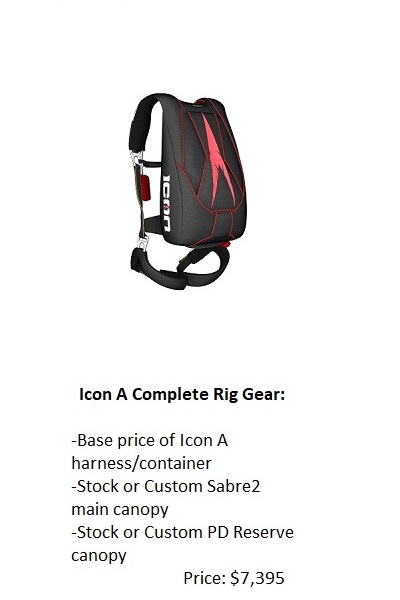 ICON
Icon A Complete Rig Gear:
-Base price of Icon A
harness/container
-Stock or Custom Sabre2
main canopy
-Stock or Custom PD Reserve
canopy
Price: $7,395